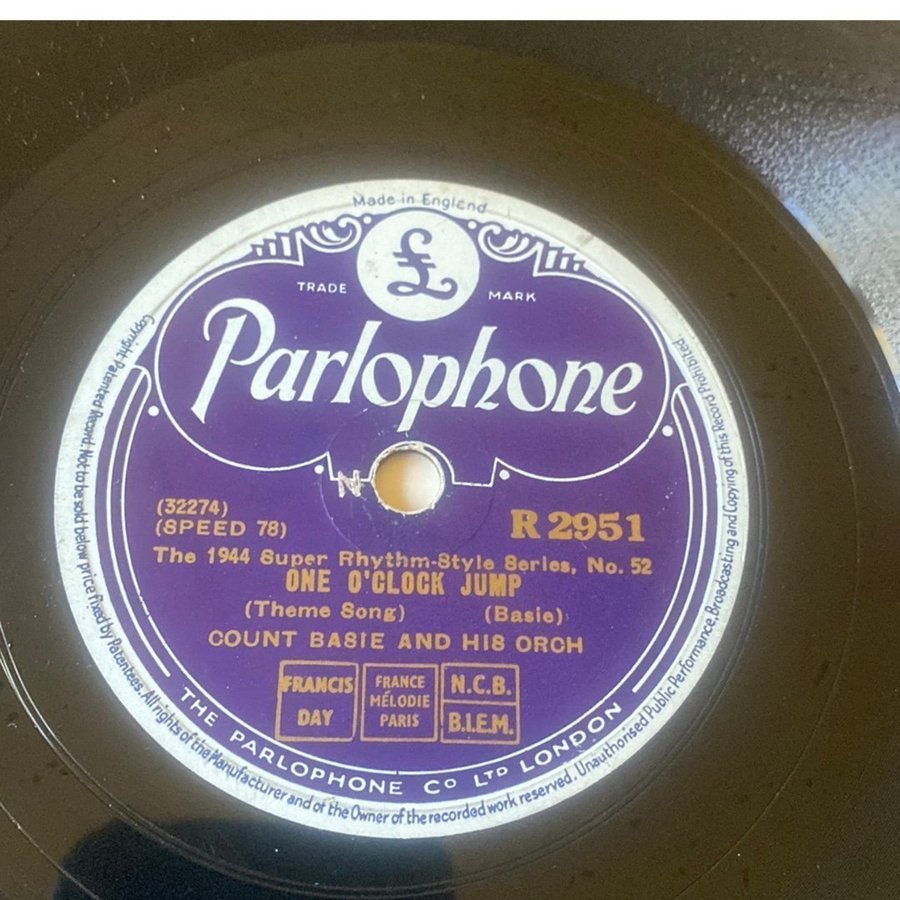 Made in England
£
TRADE MARK
Parlophone
N
(32274)
(SPEED 78)
R 2951
The 1944 Super Rhythm-Style Series, No. 52
ONE O'CLOCK JUMP
(Theme Song) (Basie)
COUNT BASIE AND HIS ORCH
FRANCIS DAY
FRANCE MÉLODIE PARIS
N.C.B.
B.I.E.M.
THE PARLOPHONE Co LTD LONDON
Copyright Patented Record. Not to be sold below price fixed by Patentees. All rights of the Manufacturer and of the Owner of the recorded work reserved. Unauthorised Public Performance, Broadcasting and Copying of this Record Prohibited.